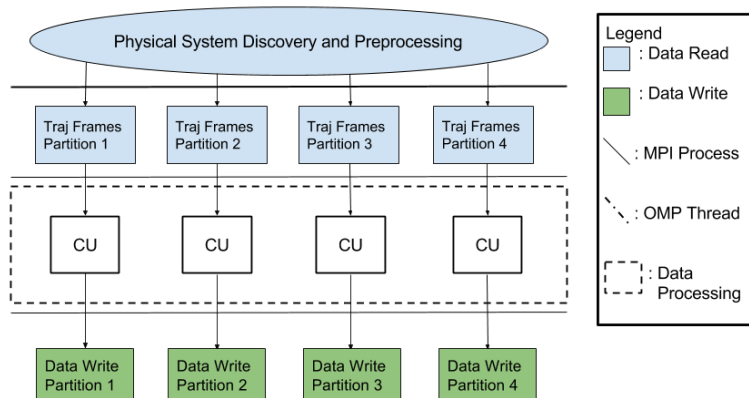 Physical System Discovery and Preprocessing
Traj Frames
Partition 1
Traj Frames
Partition 2
Traj Frames
Partition 3
Traj Frames
Partition 4
CU
CU
CU
CU
Data Write
Partition 1
Data Write
Partition 2
Data Write
Partition 3
Data Write
Partition 4
Legend
: Data Read
: Data Write
: MPI Process
: OMP Thread
: Data
Processing